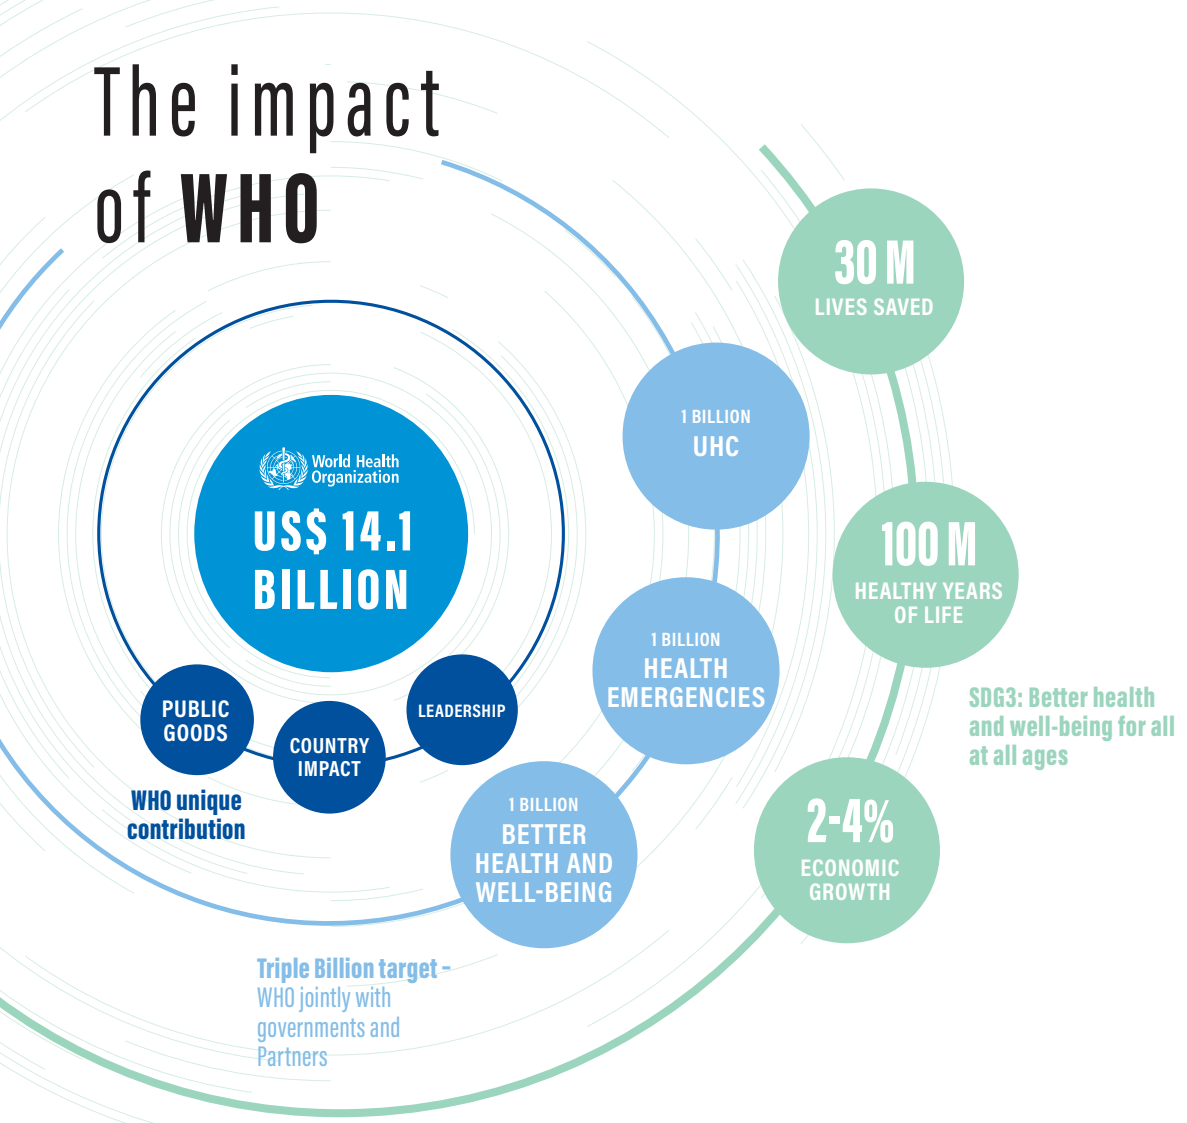 The impact
of WHO
World Health
Organization
US$ 14.1
BILLION
PUBLIC
GOODS
COUNTRY
IMPACT
LEADERSHIP
WHO unique
contribution
1 BILLION
UHC
1 BILLION
HEALTH
EMERGENCIES
1 BILLION
BETTER
HEALTH AND
WELL-BEING
Triple Billion target –
WHO jointly with
governments and
Partners
30 M
LIVES SAVED
100 M
HEALTHY YEARS
OF LIFE
2-4%
ECONOMIC
GROWTH
SDG3: Better health
and well-being for all
at all ages